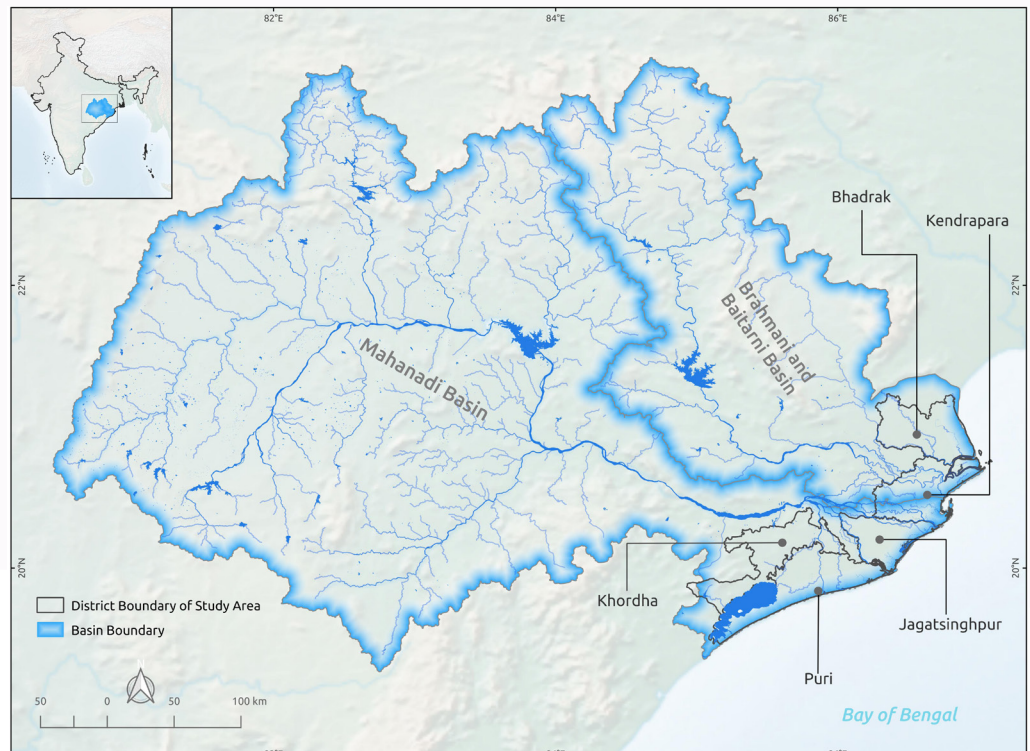 82°E
84°E
86°E
Bhadrak
Kendrapara
22°N
22°N
Brahmani and
Baitarni Basin
Mahanadi Basin
20°N
20°N
Khordha
District Boundary of Study Area
Jagatsinghpur
Basin Boundary
Puri
50
0
50
100 km
Bay of Bengal